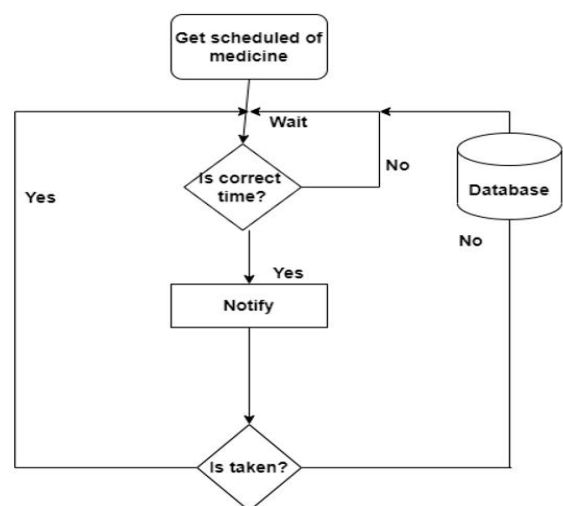 Get scheduled of
medicine
Wait
Is correct
time?
No
Yes
Database
No
Yes
Notify
Is taken?